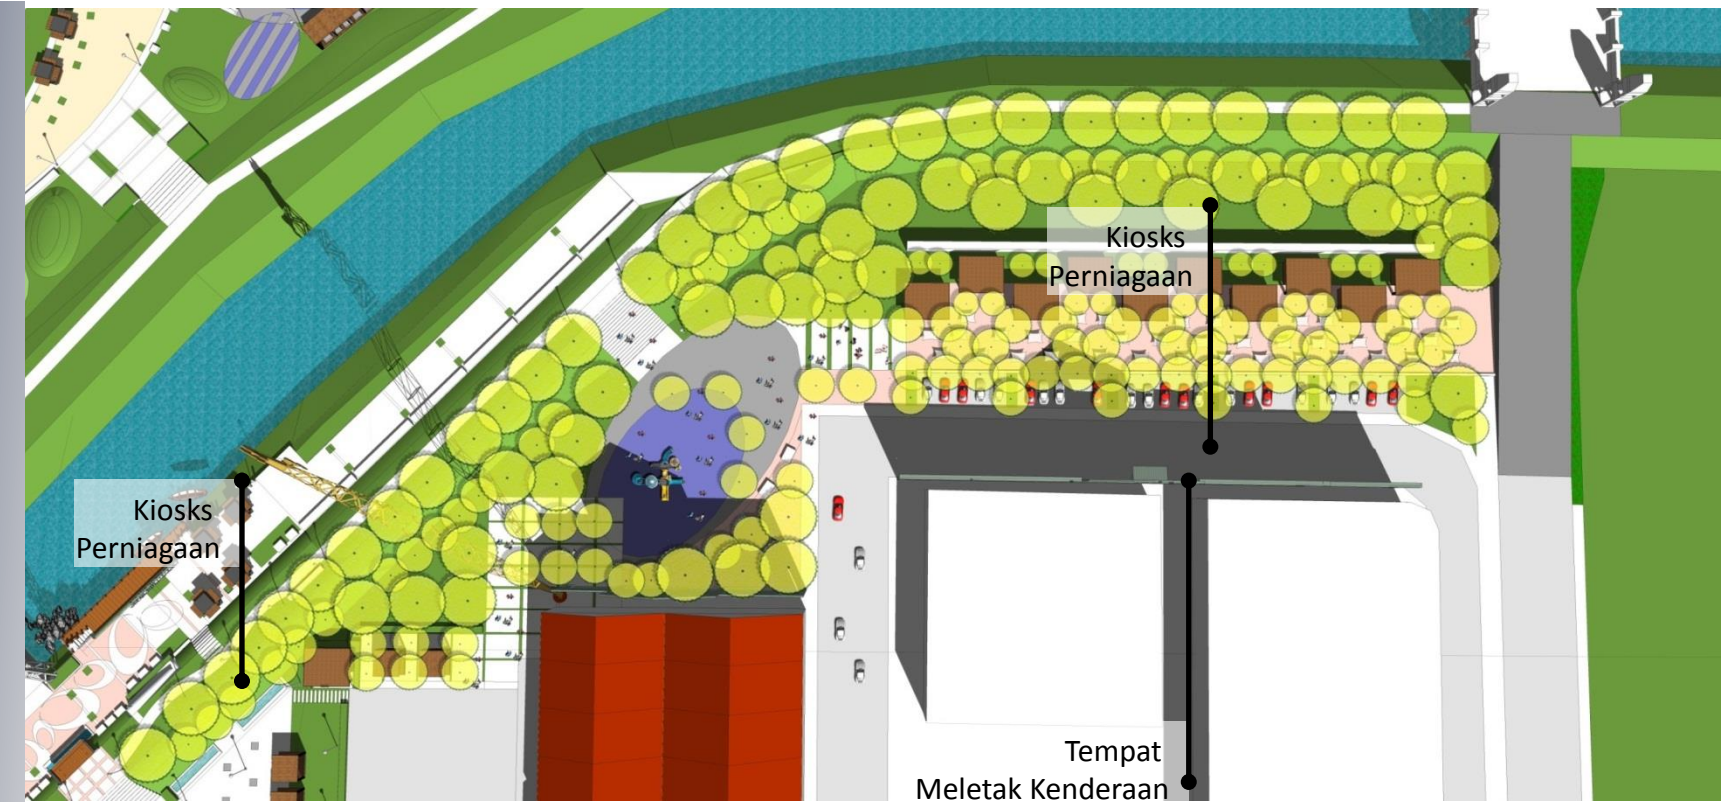 Kiosks
Perniagaan
Kiosks
Perniagaan
Tempat
Meletak Kenderaan